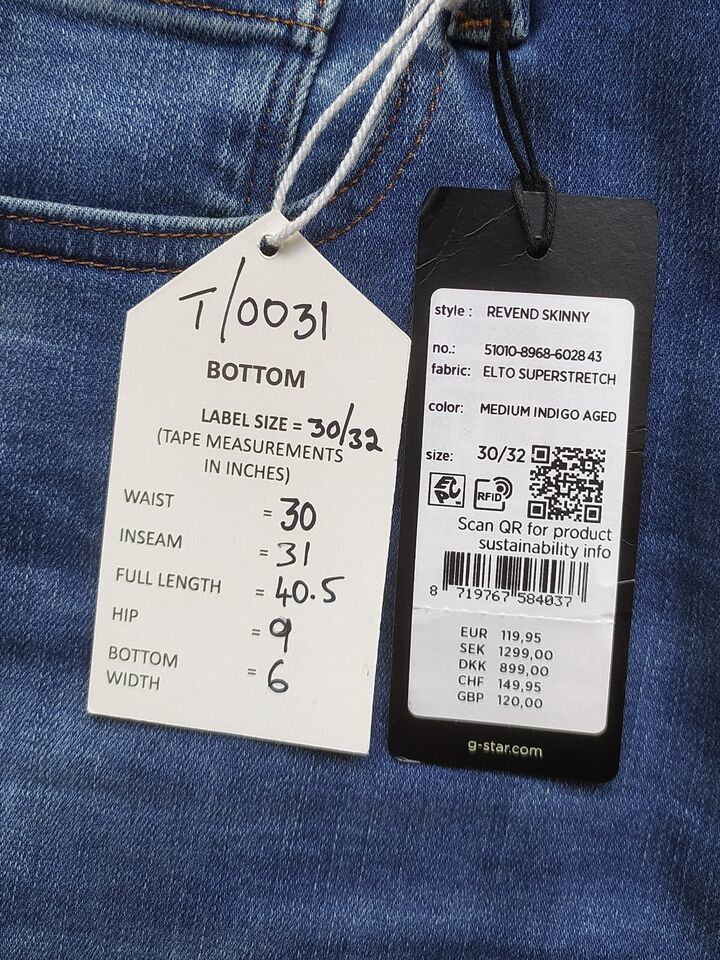 T/0031
BOTTOM
LABEL SIZE = 30/32
(TAPE MEASUREMENTS
IN INCHES)
WAIST = 30
INSEAM = 31
FULL LENGTH = 40.5
HIP = 9
BOTTOM
WIDTH = 6
style : REVEND SKINNY
no.: 51010-8968-6028 43
fabric: ELTO SUPERSTRETCH
color: MEDIUM INDIGO AGED
size: 30/32
RFID
Scan QR for product
sustainability info
8 719767 584037
EUR 119,95
SEK 1299,00
DKK 899,00
CHF 149,95
GBP 120,00
g-star.com